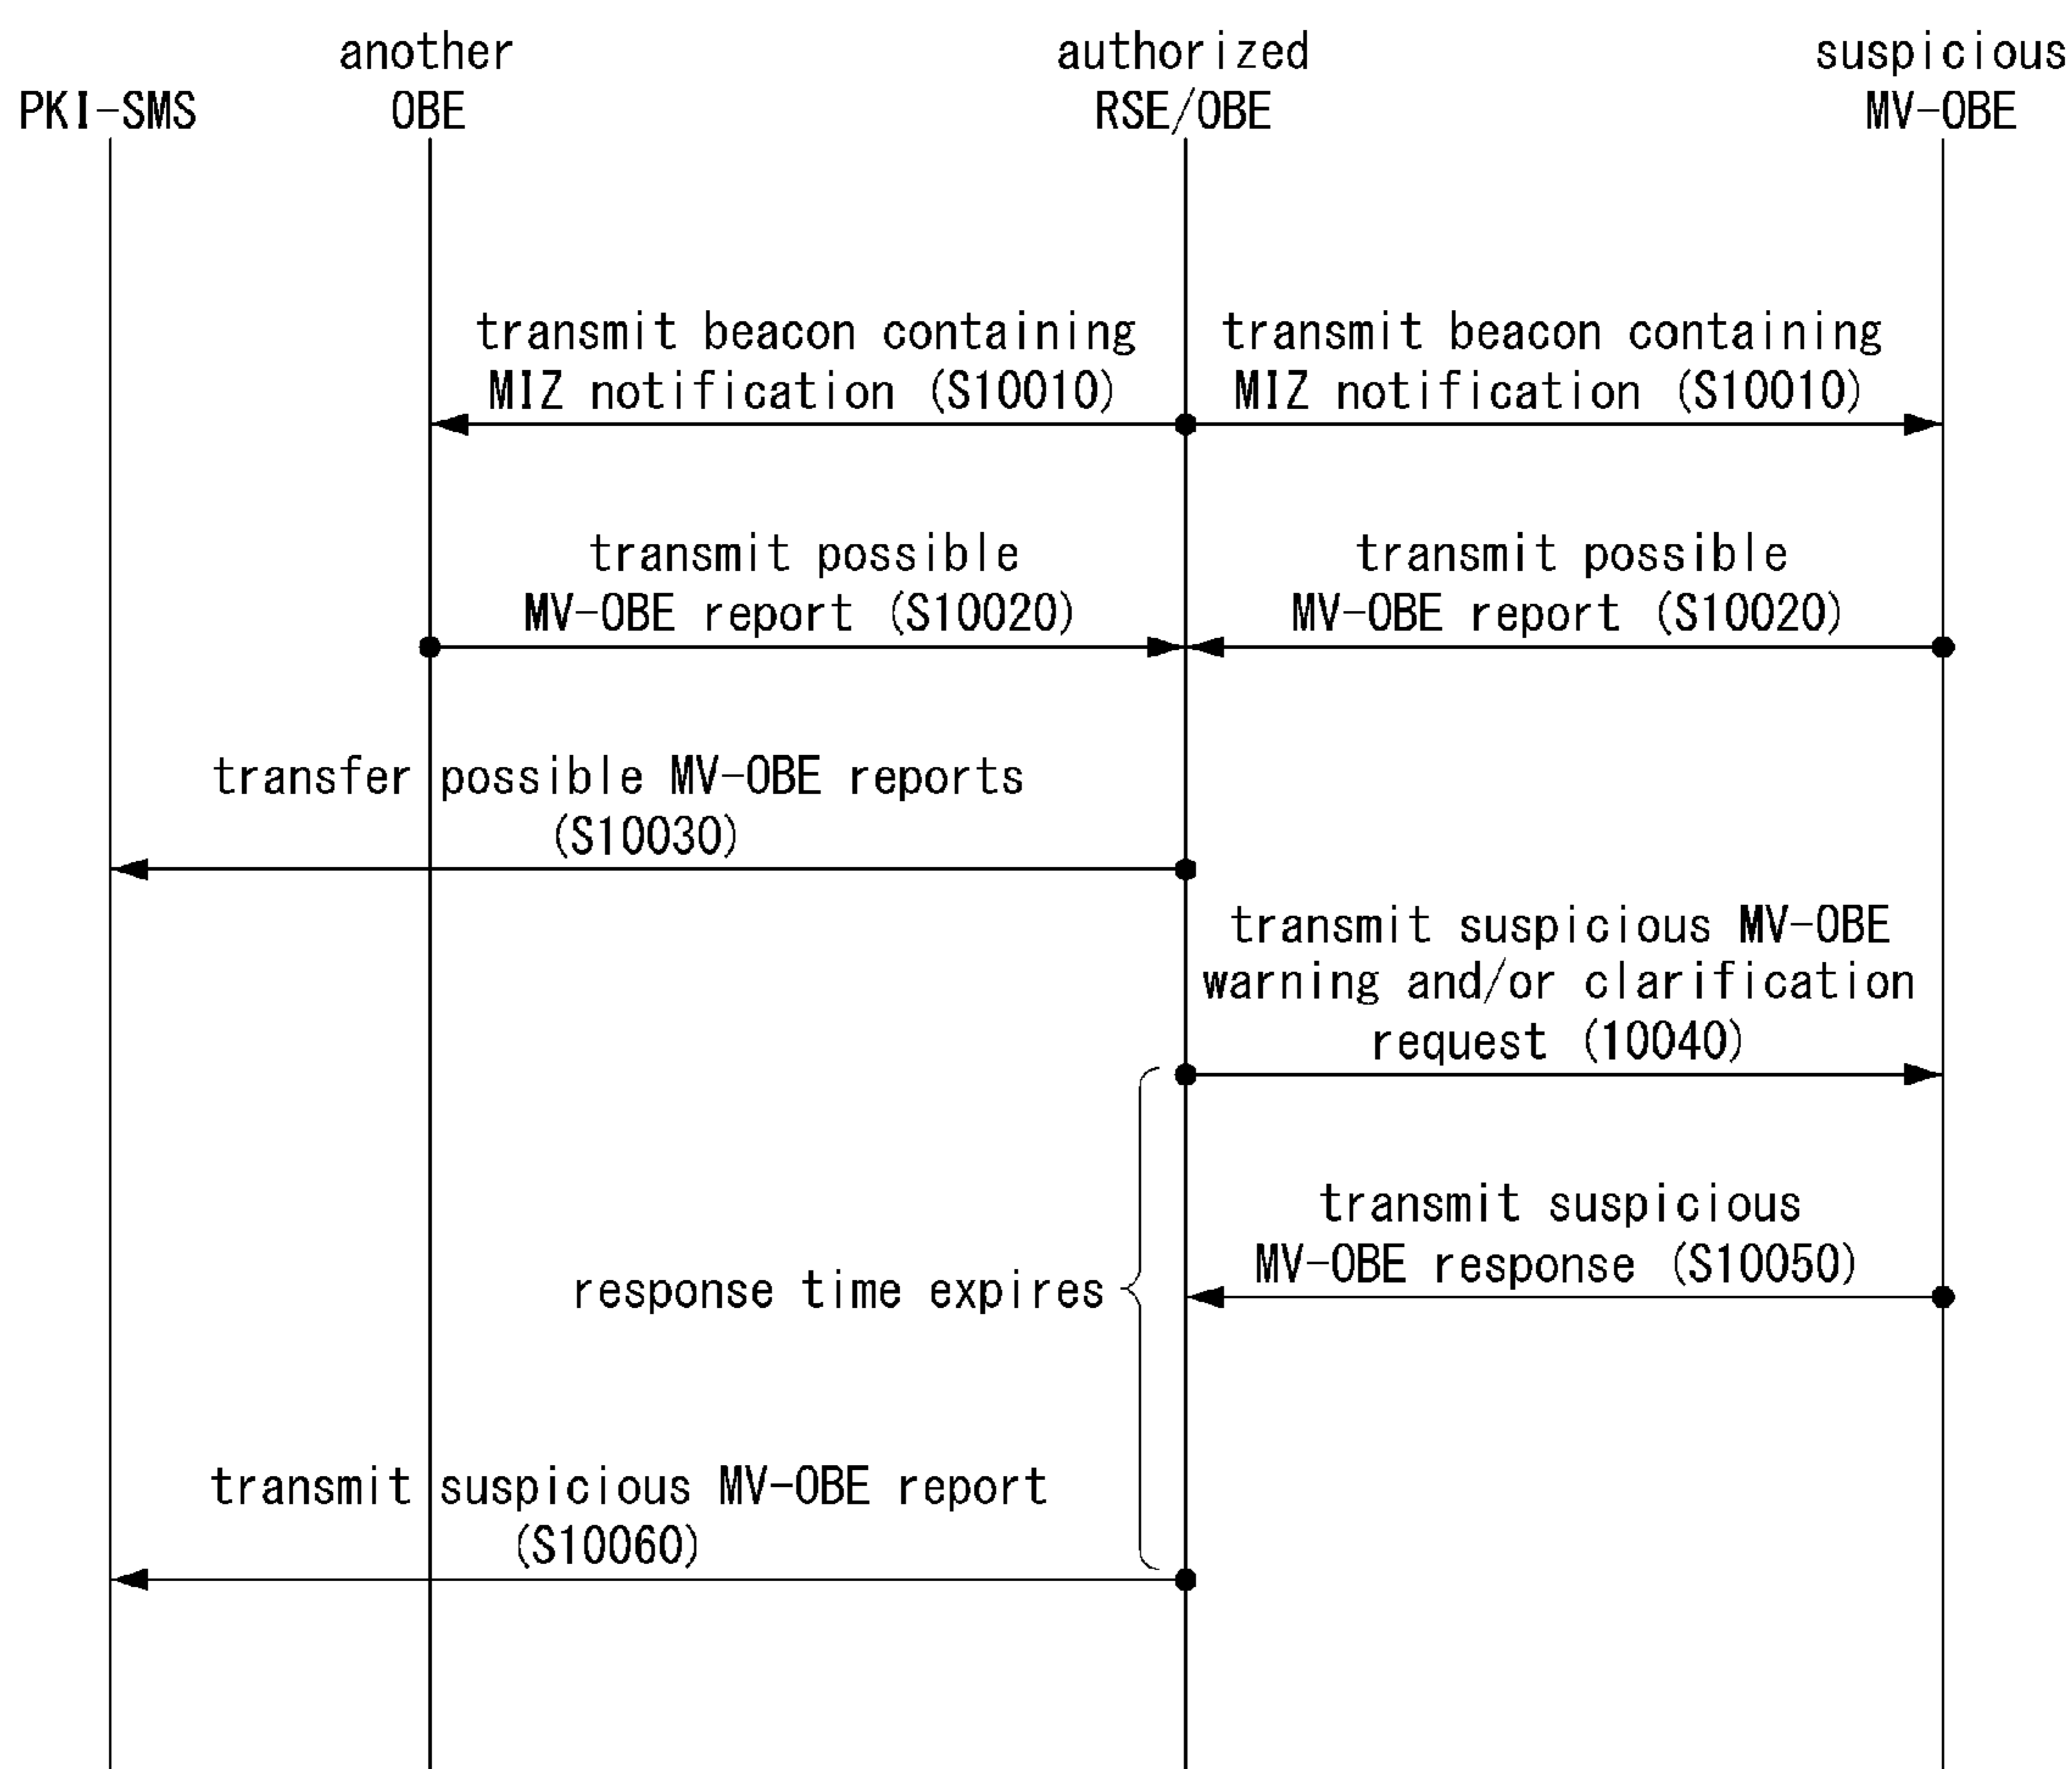 another
authorized
suspicious
PKI-SMS
OBE
RSE/OBE
MV-OBE
transmit beacon containing
MIZ notification (S10010)
transmit beacon containing
MIZ notification (S10010)
transmit possible
MV-OBE report (S10020)
transmit possible
MV-OBE report (S10020)
transfer possible MV-OBE reports
(S10030)
transmit suspicious MV-OBE
warning and/or clarification
request (10040)
transmit suspicious
MV-OBE response (S10050)
response time expires
transmit suspicious MV-OBE report
(S10060)